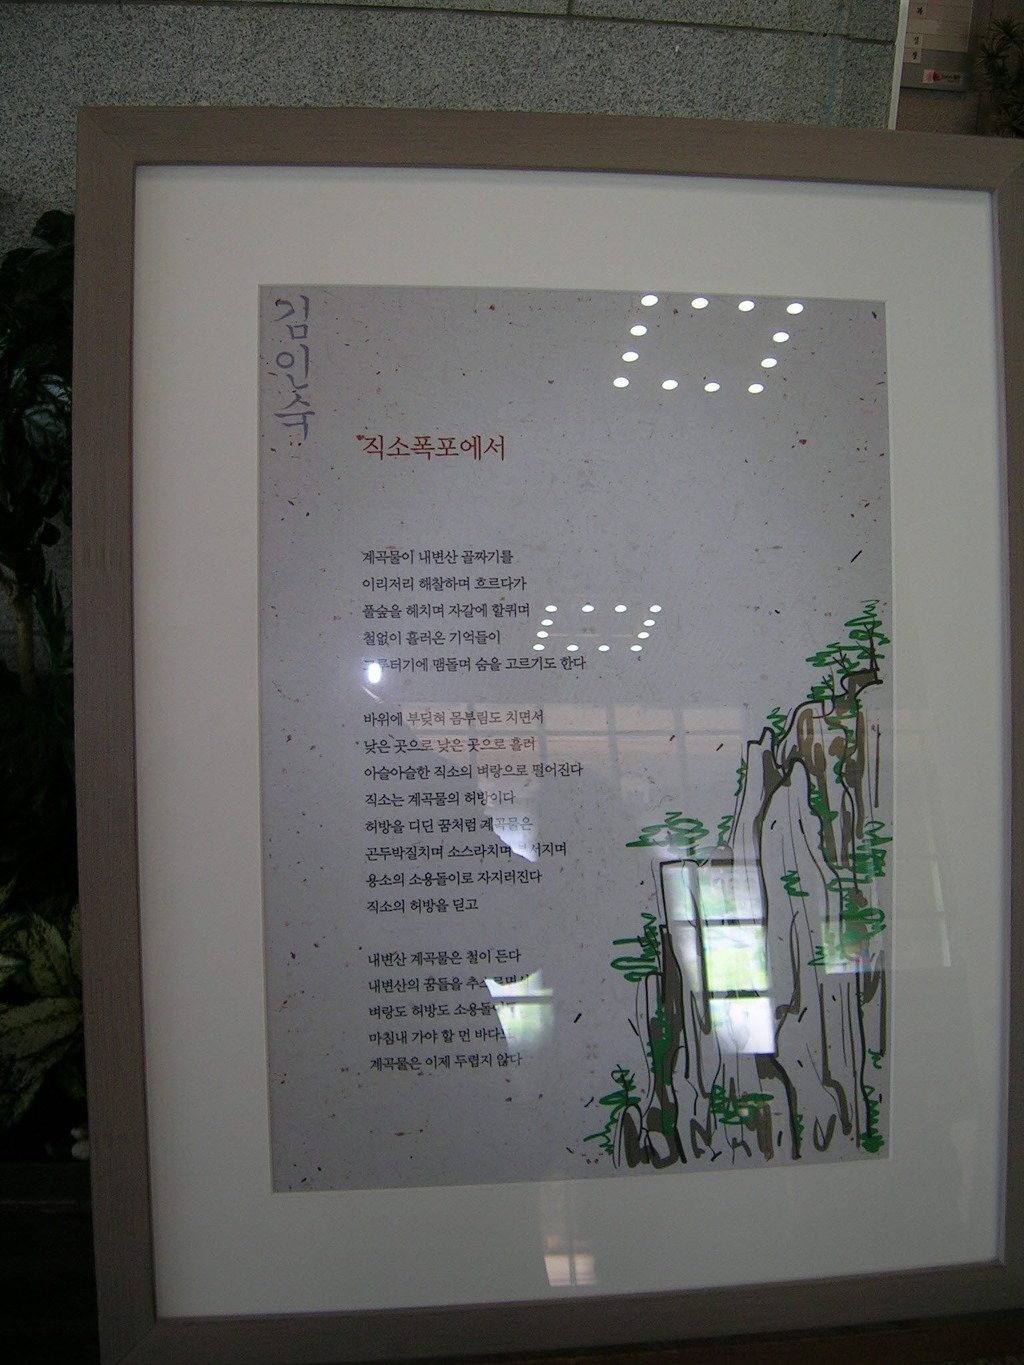 김인숙
직소폭포에서
계곡물이 내변산 골짜기를
이리저리 해찰하며 흐르다가
풀숲을 헤치며 자갈에 할퀴며
철없이 흘러온 기억들이
맴돌며 숨을 고르기도 한다
바위에 부딪혀 몸부림도 치면서
낮은 곳으로 낮은 곳으로 흘러
아슬아슬한 직소의 벼랑으로 떨어진다
직소는 계곡물의 허방이다
허방을 디딘 꿈처럼 계곡물은
곤두박질치며 소스라치며 부서지며
용소의 소용돌이로 자지러진다
직소의 허방을 딛고
내변산 계곡물은 철이 든다
내변산의 꿈들을
벼랑도 허방도
마침내 가야 할 먼 바다도
계곡물은 이제 두렵지 않다